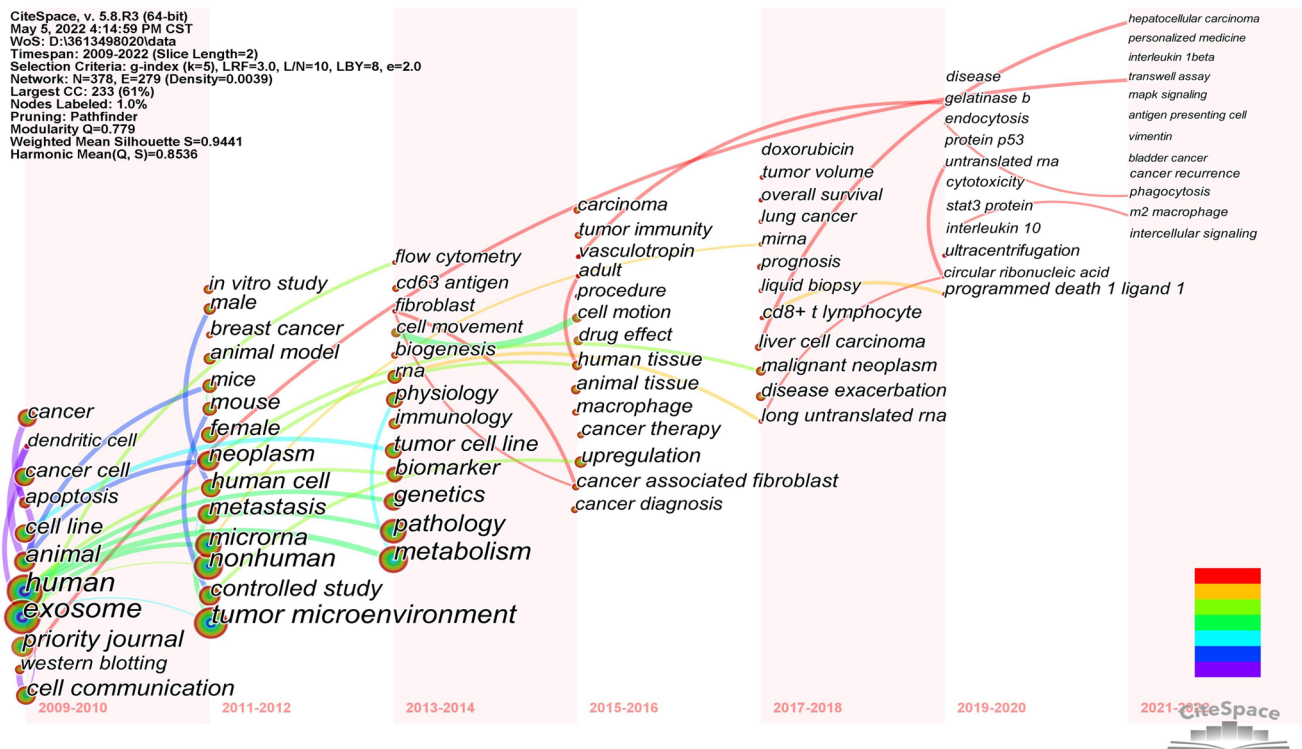 CiteSpace, v. 5.8.R3 (64-bit)
May 5, 2022 4:14:59 PM CST
WoS: D:\3613498020\data
Timespan: 2009-2022 (Slice Length=2)
Selection Criteria: g-index (k=5), LRF=3.0, L/N=10, LBY=8, e=2.0
Network: N=378, E=279 (Density=0.0039)
Largest CC: 233 (61%)
Nodes Labeled: 1.0%
Pruning: Pathfinder
Modularity Q=0.779
Weighted Mean Silhouette S=0.9441
Harmonic Mean(Q, S)=0.8536
cancer
dendritic cell
cancer cell
apoptosis
cell line
animal
human
exosome
priority journal
western blotting
cell communication
2009-2010
in vitro study
male
breast cancer
animal model
mice
mouse
female
neoplasm
human cell
metastasis
microrna
nonhuman
controlled study
tumor microenvironment
2011-2012
flow cytometry
cd63 antigen
fibroblast
cell movement
biogenesis
rna
physiology
immunology
tumor cell line
biomarker
genetics
pathology
metabolism
2013-2014
carcinoma
tumor immunity
vasculotropin
adult
procedure
cell motion
drug effect
human tissue
animal tissue
macrophage
cancer therapy
upregulation
cancer associated fibroblast
cancer diagnosis
2015-2016
doxorubicin
tumor volume
overall survival
lung cancer
mirna
prognosis
liquid biopsy
cd8+ t lymphocyte
liver cell carcinoma
malignant neoplasm
disease exacerbation
long untranslated rna
2017-2018
disease
gelatinase b
endocytosis
protein p53
untranslated rna
cytotoxicity
stat3 protein
interleukin 10
ultracentrifugation
circular ribonucleic acid
programmed death 1 ligand 1
2019-2020
hepatocellular carcinoma
personalized medicine
interleukin 1beta
transwell assay
mapk signaling
antigen presenting cell
vimentin
bladder cancer
cancer recurrence
phagocytosis
m2 macrophage
intercellular signaling
2021-2022
CiteSpace